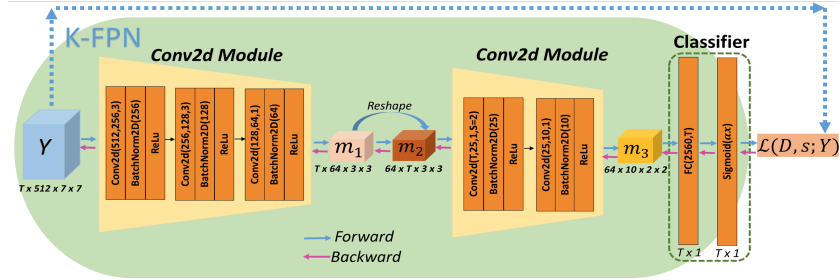 K-FPN
Conv2d Module
Conv2d Module
Classifier
Y
T x 512 x 7 x 7
Conv2d(512,256,3)
BatchNorm2D(256)
ReLu
Conv2d(256,128,3)
BatchNorm2D(128)
ReLu
Conv2d(128,64,1)
BatchNorm2D(64)
ReLu
Reshape
m1
T x 64 x 3 x 3
m2
64 x T x 3 x 3
Conv2d(T,25,1,S=2)
BatchNorm2D(25)
ReLu
Conv2d(25,10,1)
BatchNorm2D(10)
ReLu
m3
64 x 10 x 2 x 2
FC(2560,T)
T x 1
Sigmoid(αx)
T x 1
ℒ(D, s; Y)
Forward
Backward